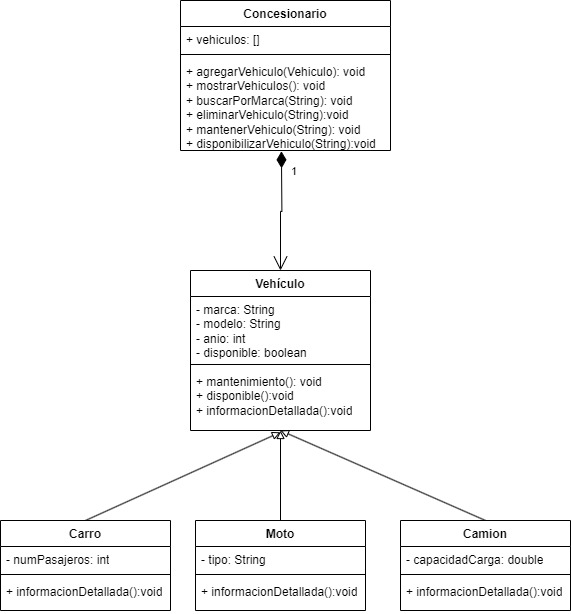 Concesionario
+ vehiculos: []
+ agregarVehiculo(Vehiculo): void
+ mostrarVehiculos(): void
+ buscarPorMarca(String): void
+ eliminarVehiculo(String):void
+ mantenerVehiculo(String): void
+ disponibilizarVehiculo(String):void
1
Vehículo
- marca: String
- modelo: String
- anio: int
- disponible: boolean
+ mantenimiento(): void
+ disponible():void
+ informacionDetallada():void
Carro
- numPasajeros: int
+ informacionDetallada():void
Moto
- tipo: String
+ informacionDetallada():void
Camion
- capacidadCarga: double
+ informacionDetallada():void